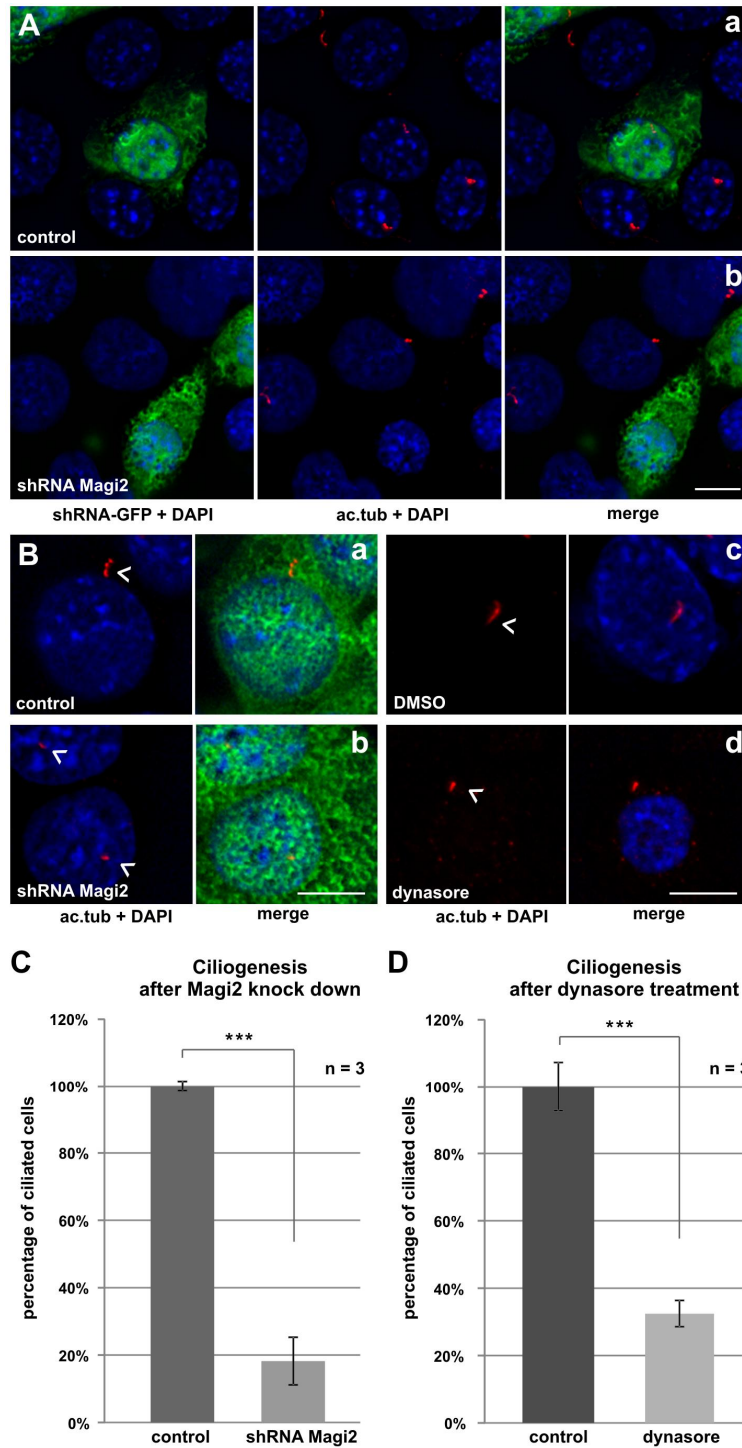 A
a
control
b
shRNA Magi2
shRNA-GFP + DAPI
ac.tub + DAPI
merge
B
<
a
c
control
<
DMSO
<
b
d
<
<
shRNA Magi2
dynasore
ac.tub + DAPI
merge
ac.tub + DAPI
merge
C
Ciliogenesis
after Magi2 knock down
percentage of ciliated cells
120%
100%
80%
60%
40%
20%
0%
***
n = 3
control
shRNA Magi2
D
Ciliogenesis
after dynasore treatment
percentage of ciliated cells
120%
100%
80%
60%
40%
20%
0%
***
n = 3
control
dynasore